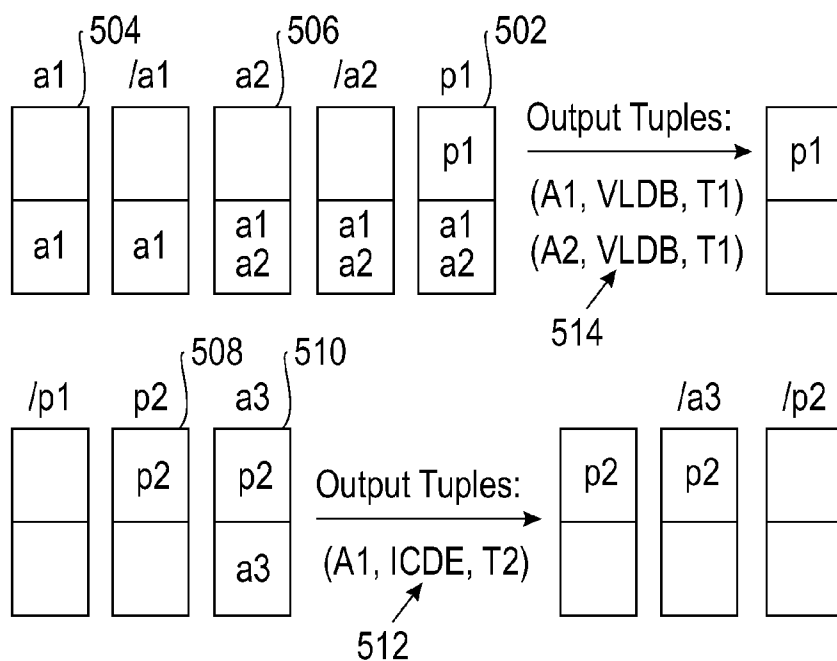 504 506 502
a1 /a1 a2 /a2 p1
p1 Output Tuples: p1
a1 a1 a1 a1 a1
a2 a2 a2
(A1, VLDB, T1)
(A2, VLDB, T1)
514
508 510
/p1 p2 a3 /a3 /p2
p2 p2 Output Tuples: p2 p2
a3 (A1, ICDE, T2)
512